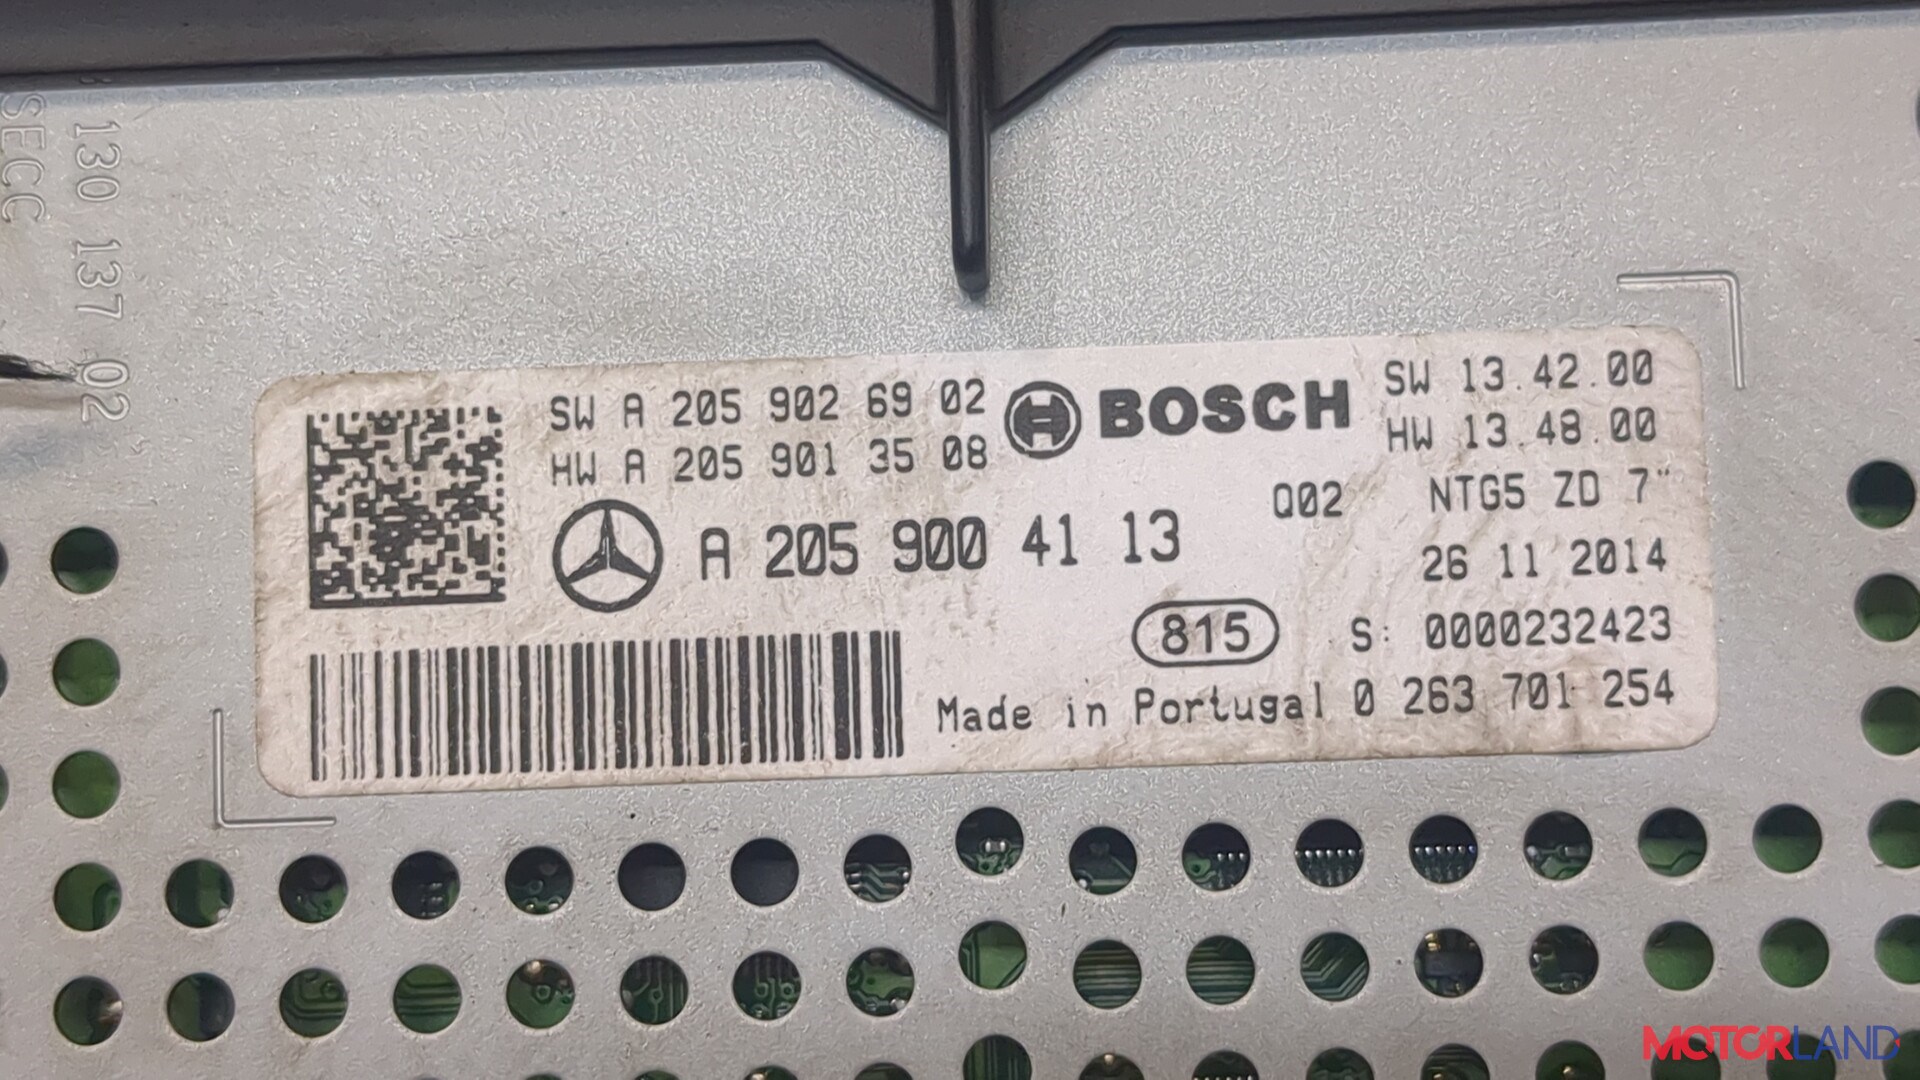 SECC
130 137 02
SW A 205 902 69 02
HW A 205 901 35 08
BOSCH
SW 13.42.00
HW 13.48.00
A 205 900 41 13
Q02
NTG5 ZD 7"
26 11 2014
815
S: 0000232423
Made in Portugal 0 263 701 254
MOTORLAND